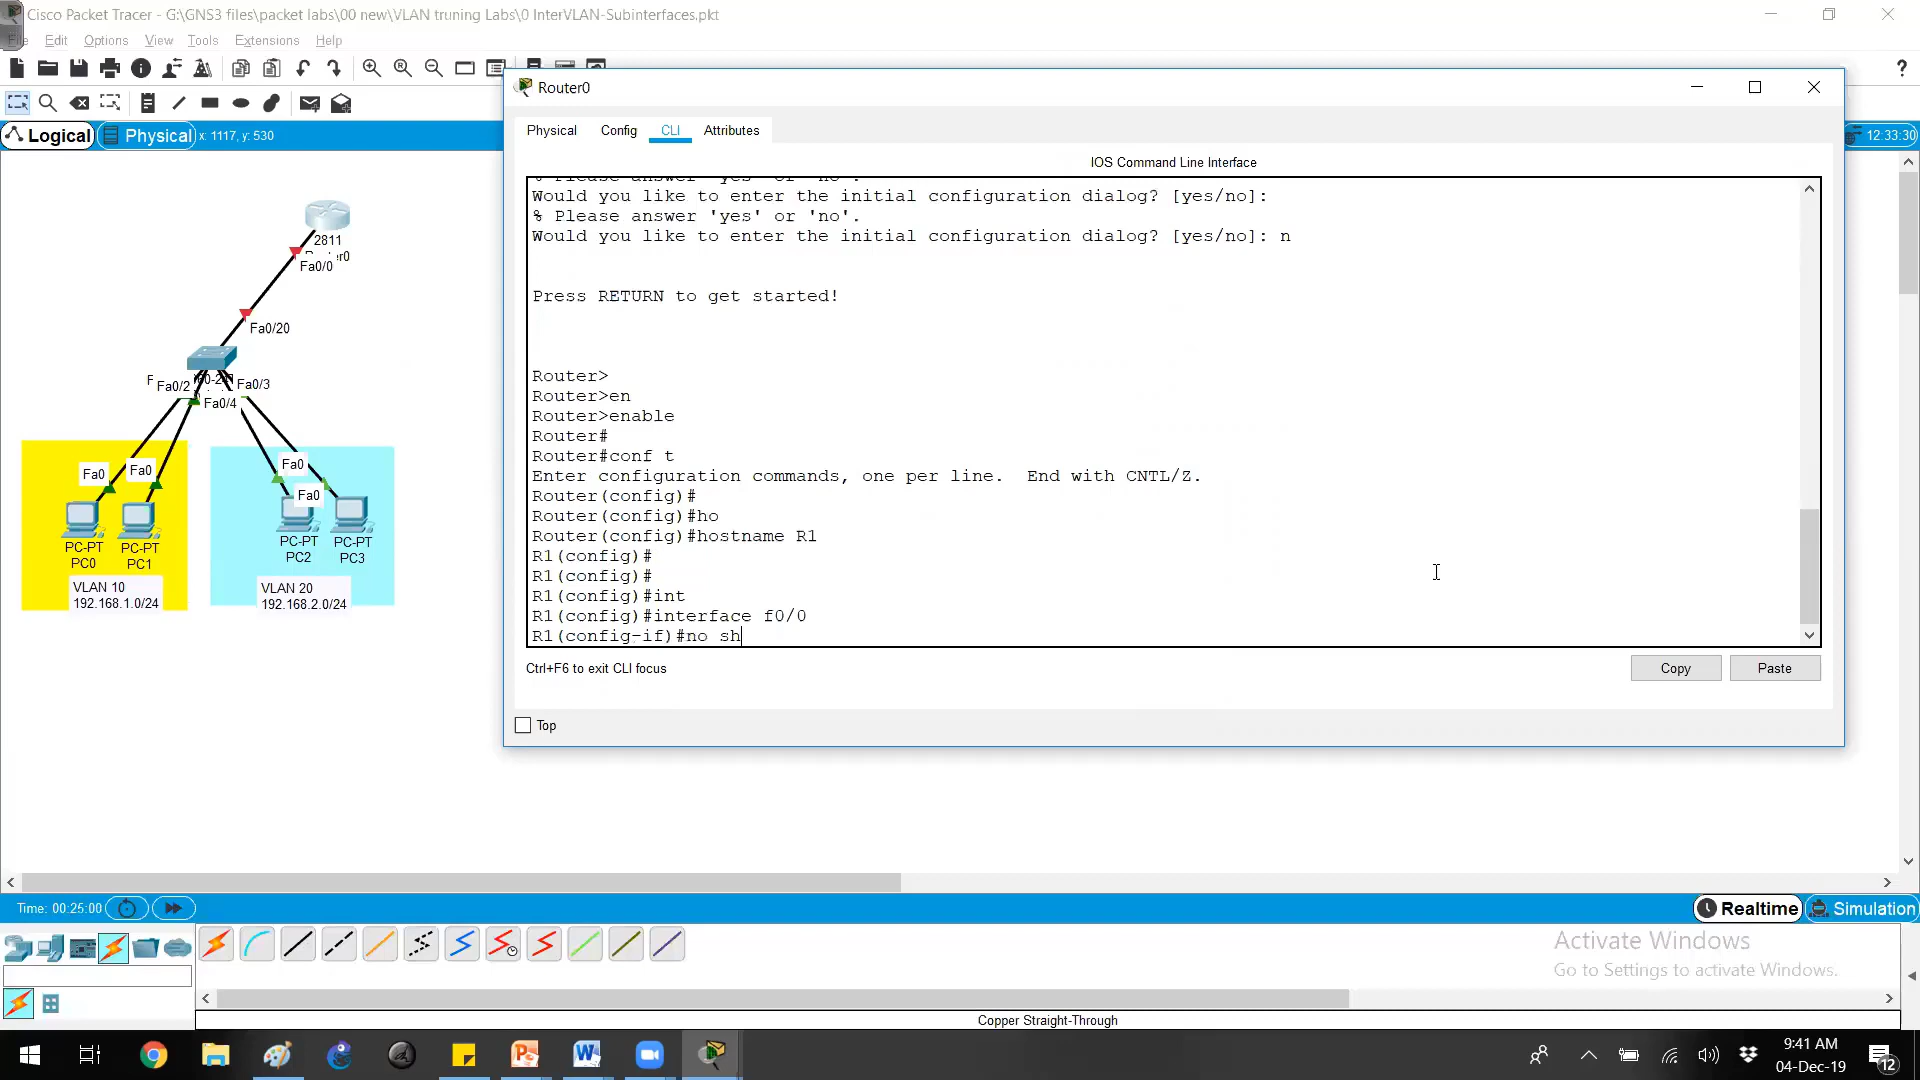 Cisco Packet Tracer - G:\GNS3 files\packet labs\00 new\VLAN truning Labs\0 InterVLAN-Subinterfaces.pkt
File Edit Options View Tools Extensions Help
Logical Physical x: 1117, y: 530
12:33:30
Router0
Physical Config CLI Attributes
IOS Command Line Interface
% Please answer 'yes' or 'no'.
Would you like to enter the initial configuration dialog? [yes/no]:
% Please answer 'yes' or 'no'.
Would you like to enter the initial configuration dialog? [yes/no]: n
Press RETURN to get started!
Router>
Router>en
Router>enable
Router#
Router#conf t
Enter configuration commands, one per line.  End with CNTL/Z.
Router(config)#
Router(config)#ho
Router(config)#hostname R1
R1(config)#
R1(config)#
R1(config)#int
R1(config)#interface f0/0
R1(config-if)#no sh
Ctrl+F6 to exit CLI focus
Copy Paste
Top
2811
Fa0/0
Fa0/20
Fa0/2
Fa0/3
Fa0/4
Fa0
Fa0
Fa0
Fa0
PC-PT
PC0
PC-PT
PC1
PC-PT
PC2
PC-PT
PC3
VLAN 10
192.168.1.0/24
VLAN 20
192.168.2.0/24
Time: 00:25:00
Realtime Simulation
Activate Windows
Go to Settings to activate Windows.
Copper Straight-Through
9:41 AM
04-Dec-19
12